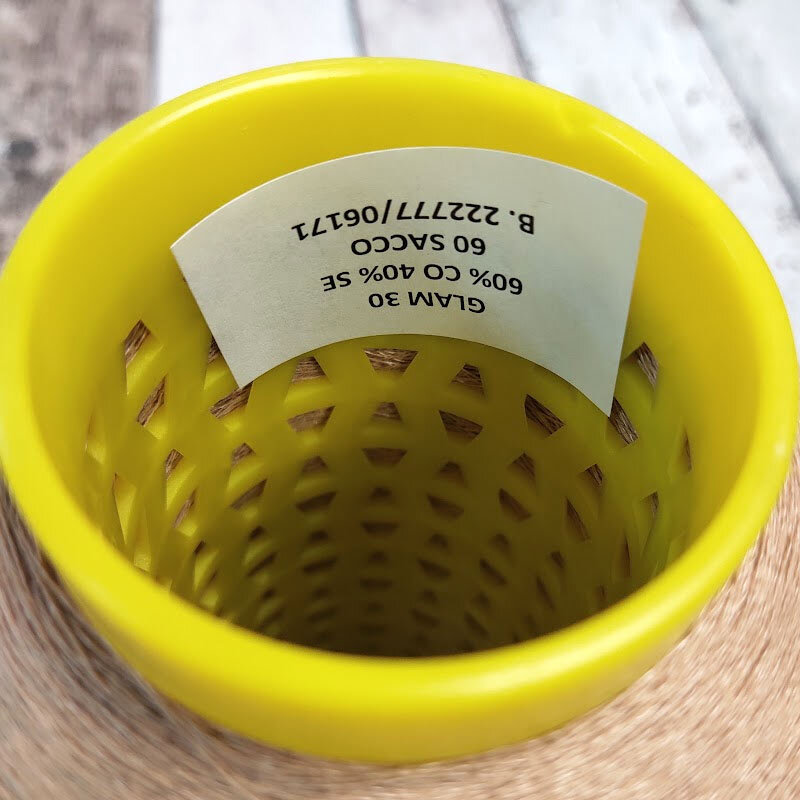 GLAM 30
60% CO 40% SE
60 SACCO
B. 222777/06171